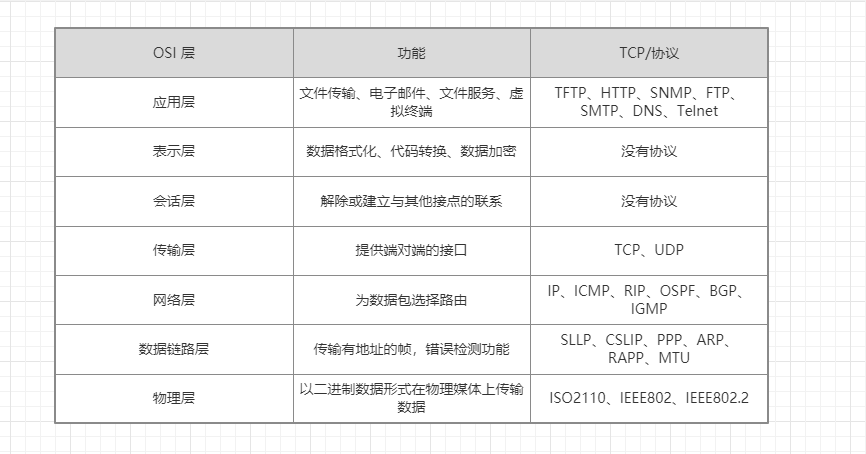 OSI 层
功能
TCP/协议
应用层
文件传输、电子邮件、文件服务、虚
拟终端
TFTP、HTTP、SNMP、FTP、
SMTP、DNS、Telnet
表示层
数据格式化、代码转换、数据加密
没有协议
会话层
解除或建立与其他接点的联系
没有协议
传输层
提供端对端的接口
TCP、UDP
网络层
为数据包选择路由
IP、ICMP、RIP、OSPF、BGP、
IGMP
数据链路层
传输有地址的帧，错误检测功能
SLLP、CSLIP、PPP、ARP、
RAPP、MTU
物理层
以二进制数据形式在物理媒体上传输
数据
ISO2110、IEEE802、IEEE802.2